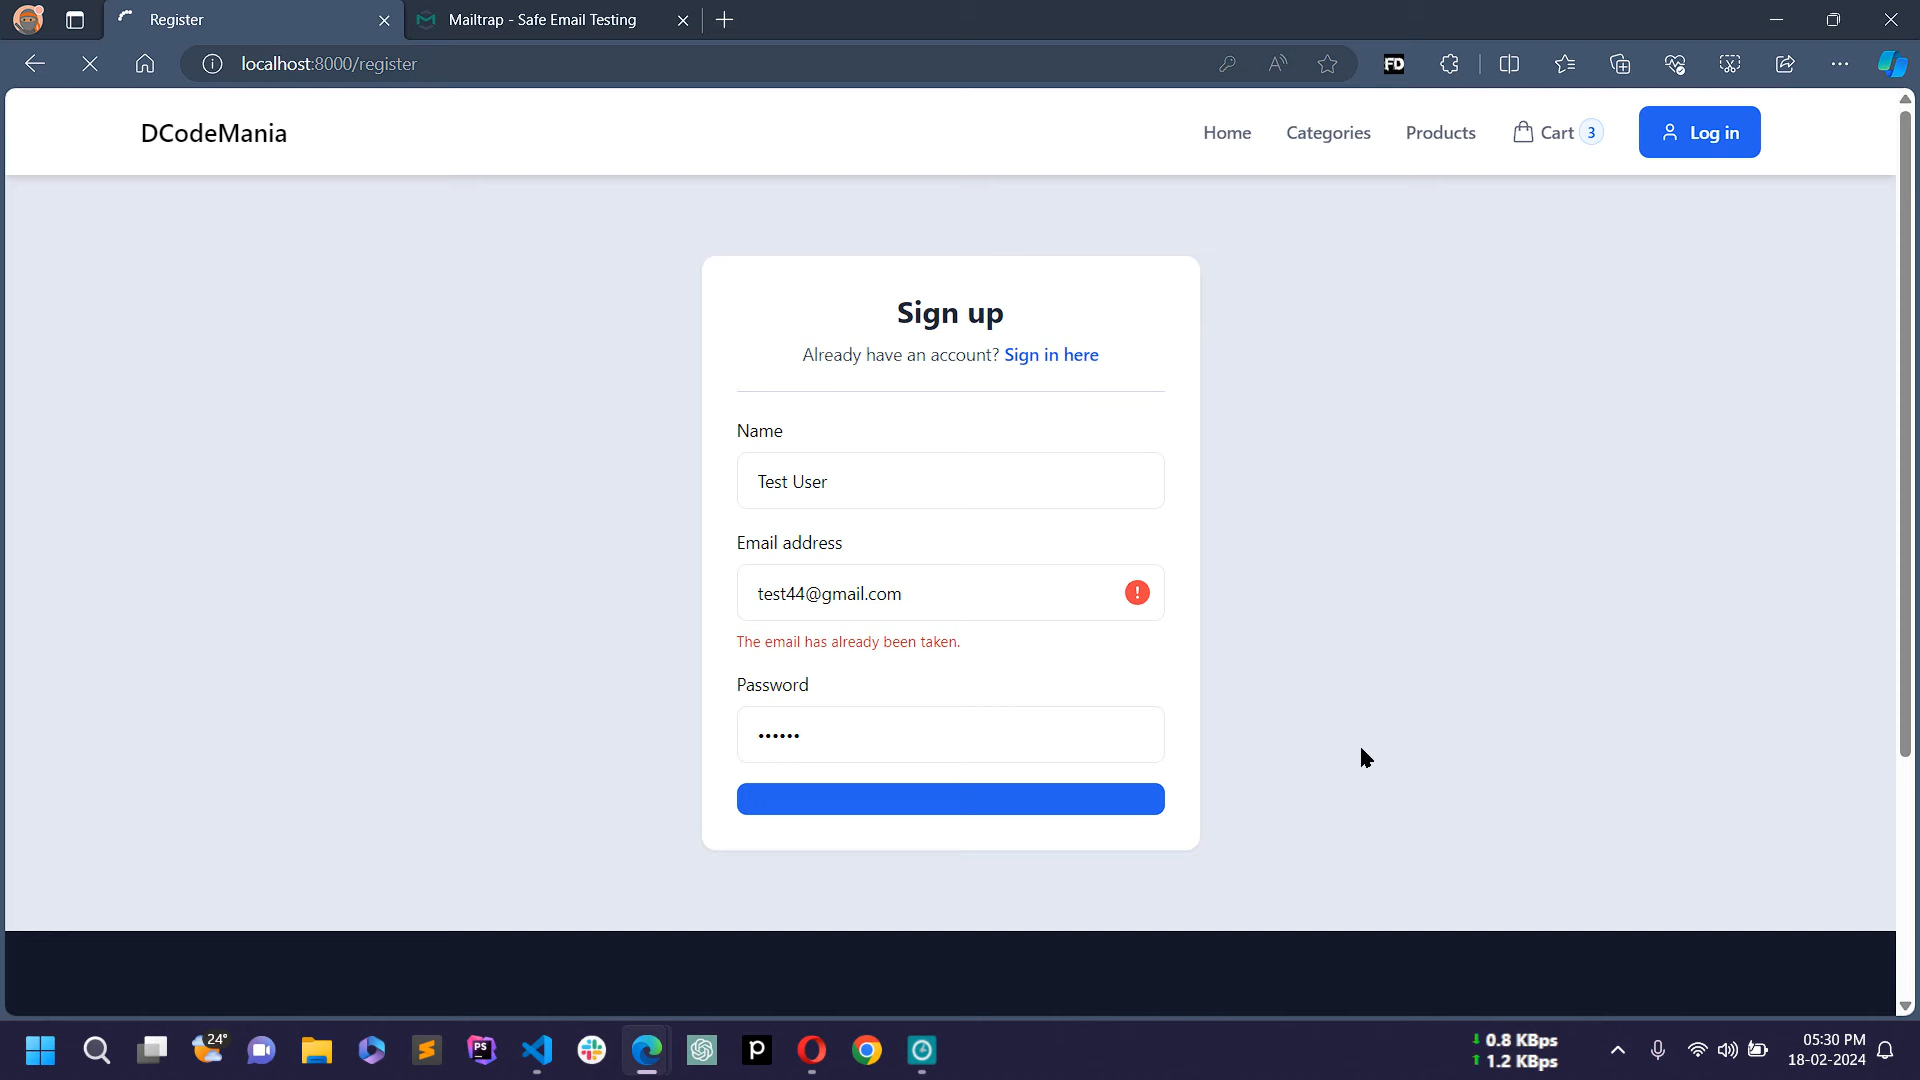 Register
Mailtrap - Safe Email Testing
localhost:8000/register
A
FD
DCodeMania
Home
Categories
Products
Cart 3
Log in
Sign up
Already have an account? Sign in here
Name
Test User
Email address
test44@gmail.com
!
The email has already been taken.
Password
24°
PS
P
0.8 KBps
1.2 KBps
05:30 PM
18-02-2024